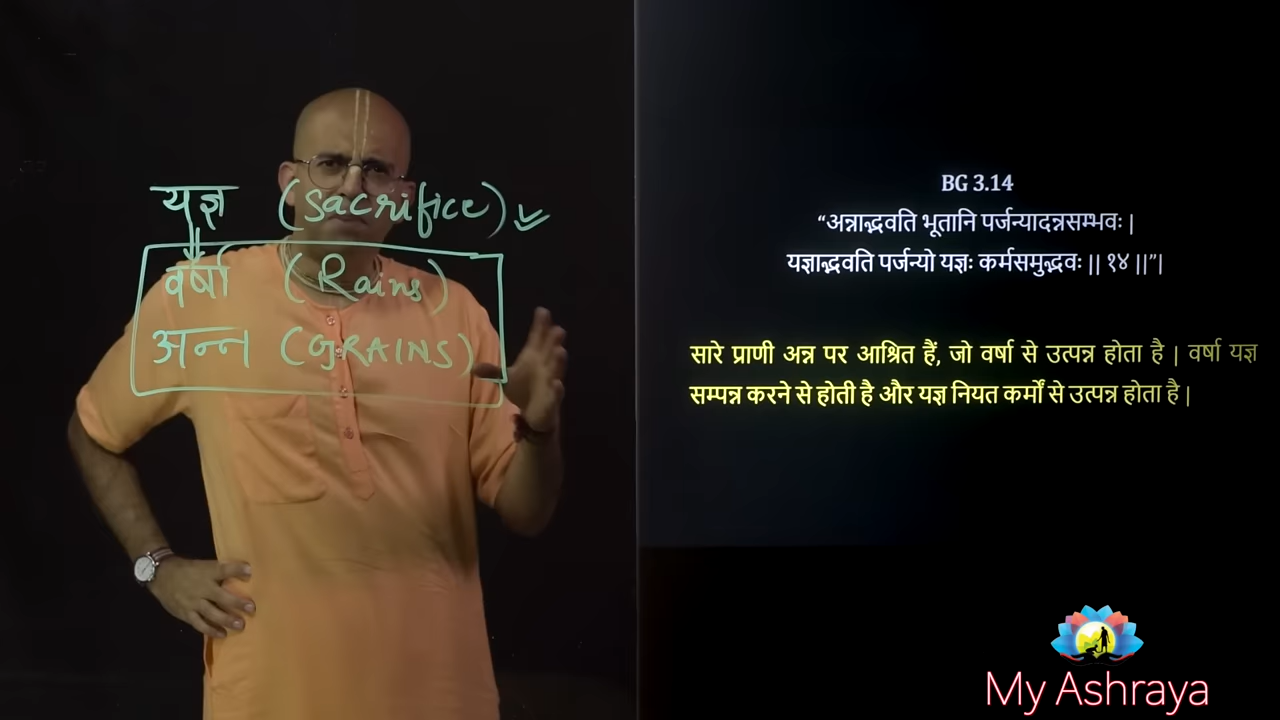 यज्ञ (Sacrifice)
वर्षा (Rains)
अन्न (GRAINS)
BG 3.14
“अन्नाद्भवति भूतानि पर्जन्यादन्नसम्भवः |
यज्ञाद्भवति पर्जन्यो यज्ञः कर्मसमुद्भवः || १४ ||”|
सारे प्राणी अन्न पर आश्रित हैं, जो वर्षा से उत्पन्न होता है | वर्षा यज्ञ
सम्पन्न करने से होती है और यज्ञ नियत कर्मों से उत्पन्न होता है |
My Ashraya